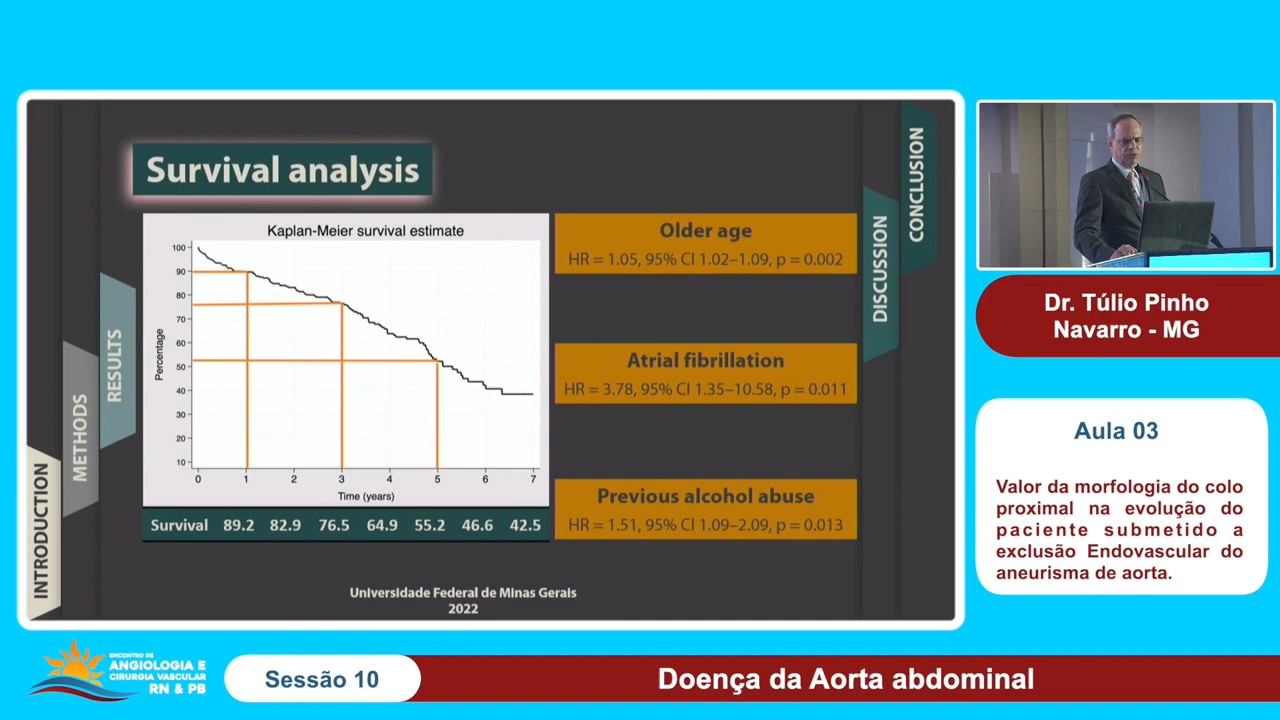 Survival analysis
Kaplan-Meier survival estimate
Percentage
100
90
80
70
60
50
40
30
20
10
0 1 2 3 4 5 6 7
Time (years)
Survival 89.2 82.9 76.5 64.9 55.2 46.6 42.5
Older age
HR = 1.05, 95% CI 1.02–1.09, p = 0.002
Atrial fibrillation
HR = 3.78, 95% CI 1.35–10.58, p = 0.011
Previous alcohol abuse
HR = 1.51, 95% CI 1.09–2.09, p = 0.013
INTRODUCTION
METHODS
RESULTS
DISCUSSION
CONCLUSION
Universidade Federal de Minas Gerais
2022
Dr. Túlio Pinho
Navarro - MG
Aula 03
Valor da morfologia do colo
proximal na evolução do
paciente submetido a
exclusão Endovascular do
aneurisma de aorta.
ENCONTRO DE
ANGIOLOGIA E
CIRURGIA VASCULAR
RN & PB
Sessão 10
Doença da Aorta abdominal